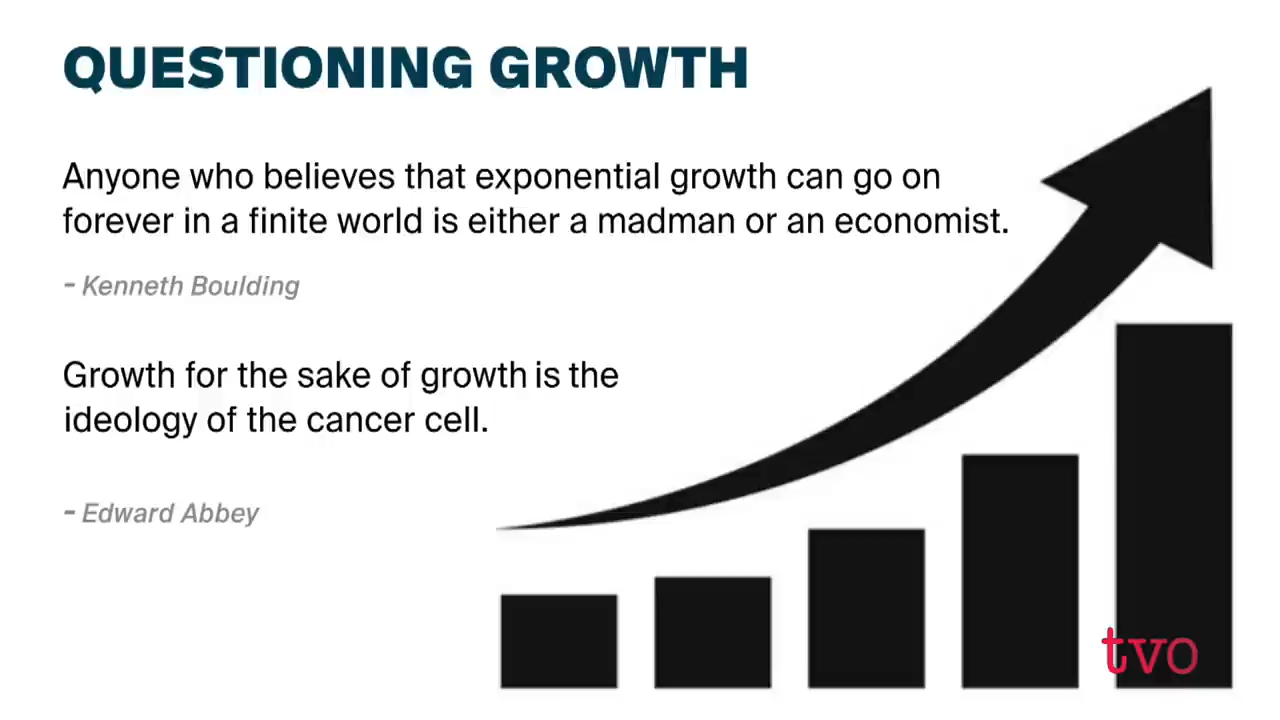 QUESTIONING GROWTH
Anyone who believes that exponential growth can go on
forever in a finite world is either a madman or an economist.
- Kenneth Boulding
Growth for the sake of growth is the
ideology of the cancer cell.
- Edward Abbey
tvo